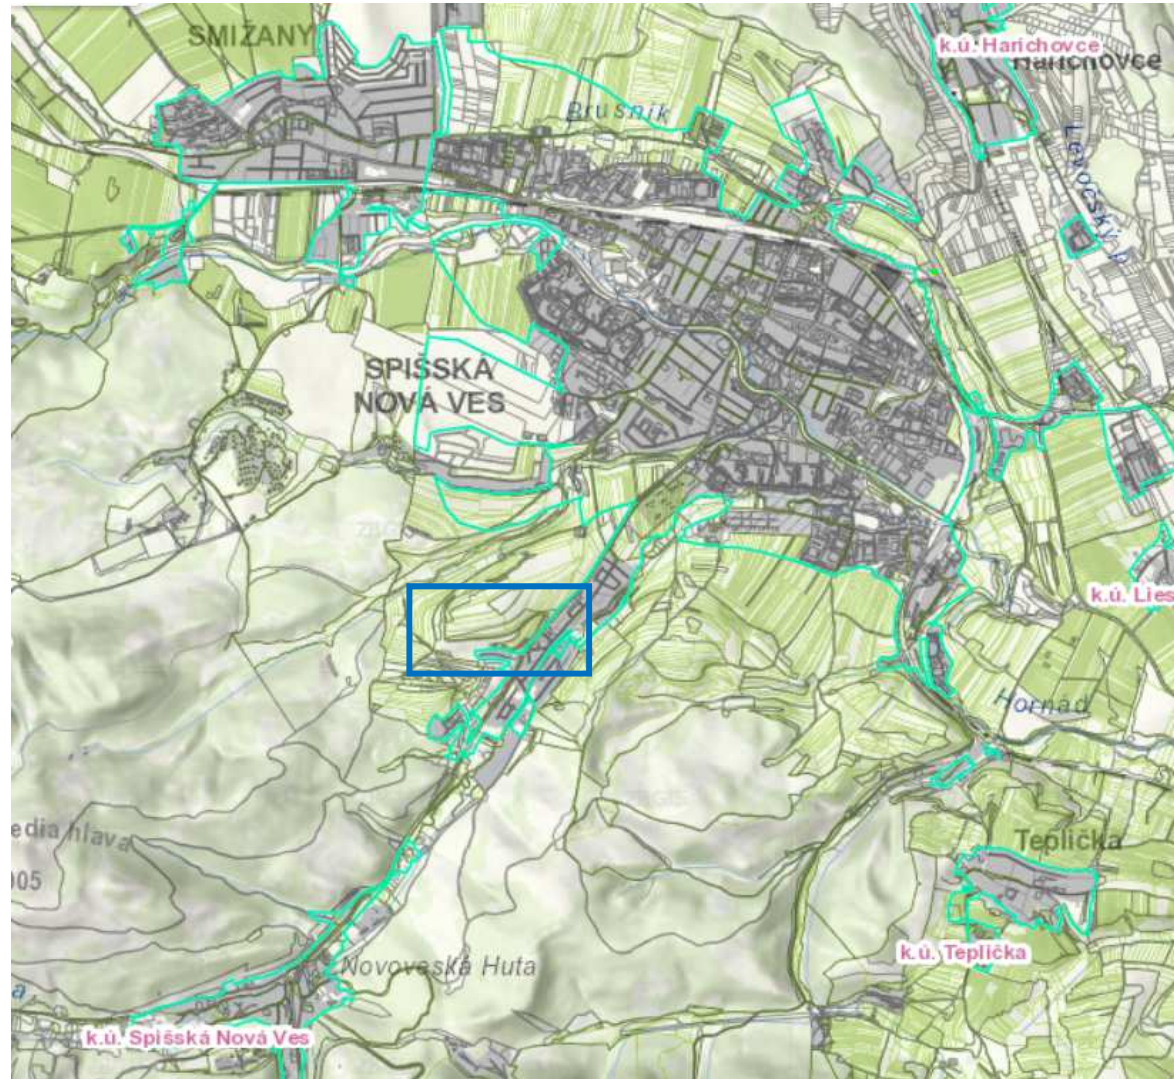 SMIŽANY
k.ú. Harichovce
Harichovce
Brusník
Levočský p
SPIŠSKÁ
NOVÁ VES
k.ú. Lies
Hornád
edia hlava
005
Teplička
k.ú. Teplička
Novoveská Huta
a
k.ú. Spišská Nová Ves